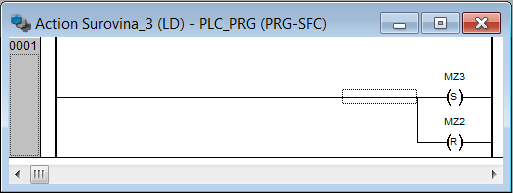 Action Surovina_3 (LD) - PLC_PRG (PRG-SFC)
0001
MZ3
S
MZ2
R